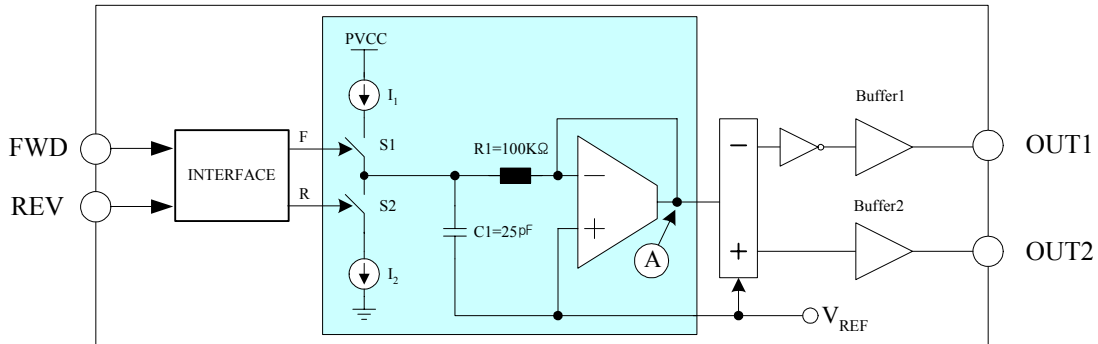 PVCC
I1
Buffer1
FWD
F
S1
R1=100KΩ
−
−
OUT1
INTERFACE
REV
R
S2
Buffer2
C1=25pF
+
A
+
OUT2
I2
VREF